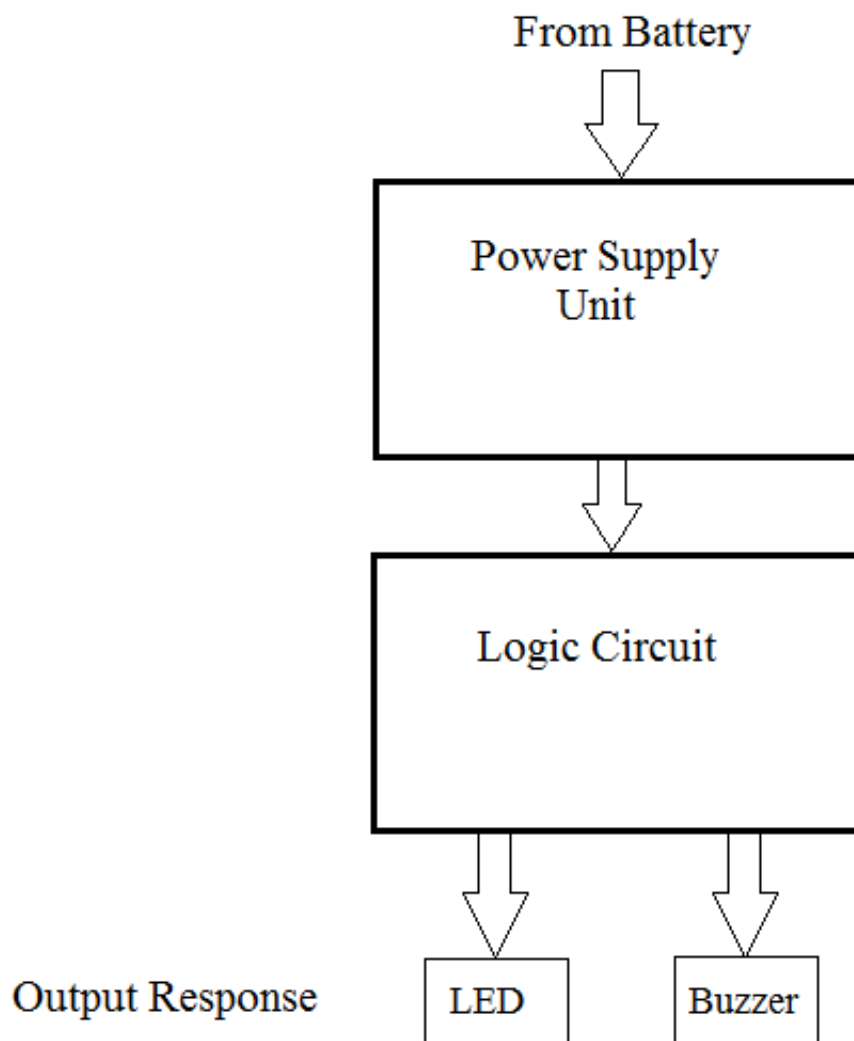 From Battery
Power Supply
Unit
Logic Circuit
Output Response
LED
Buzzer